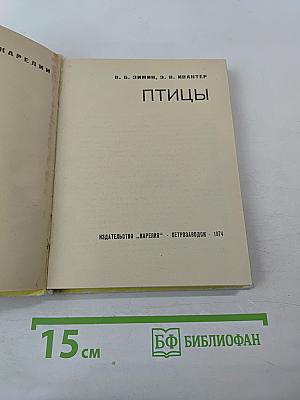 КАРЕЛИИ
В. Б. ЗИМИН, Э. В. ИВАНТЕР
ПТИЦЫ
ИЗДАТЕЛЬСТВО „КАРЕЛИЯ“ · ПЕТРОЗАВОДСК · 1974
15 см
БФ БИБЛИОФАН